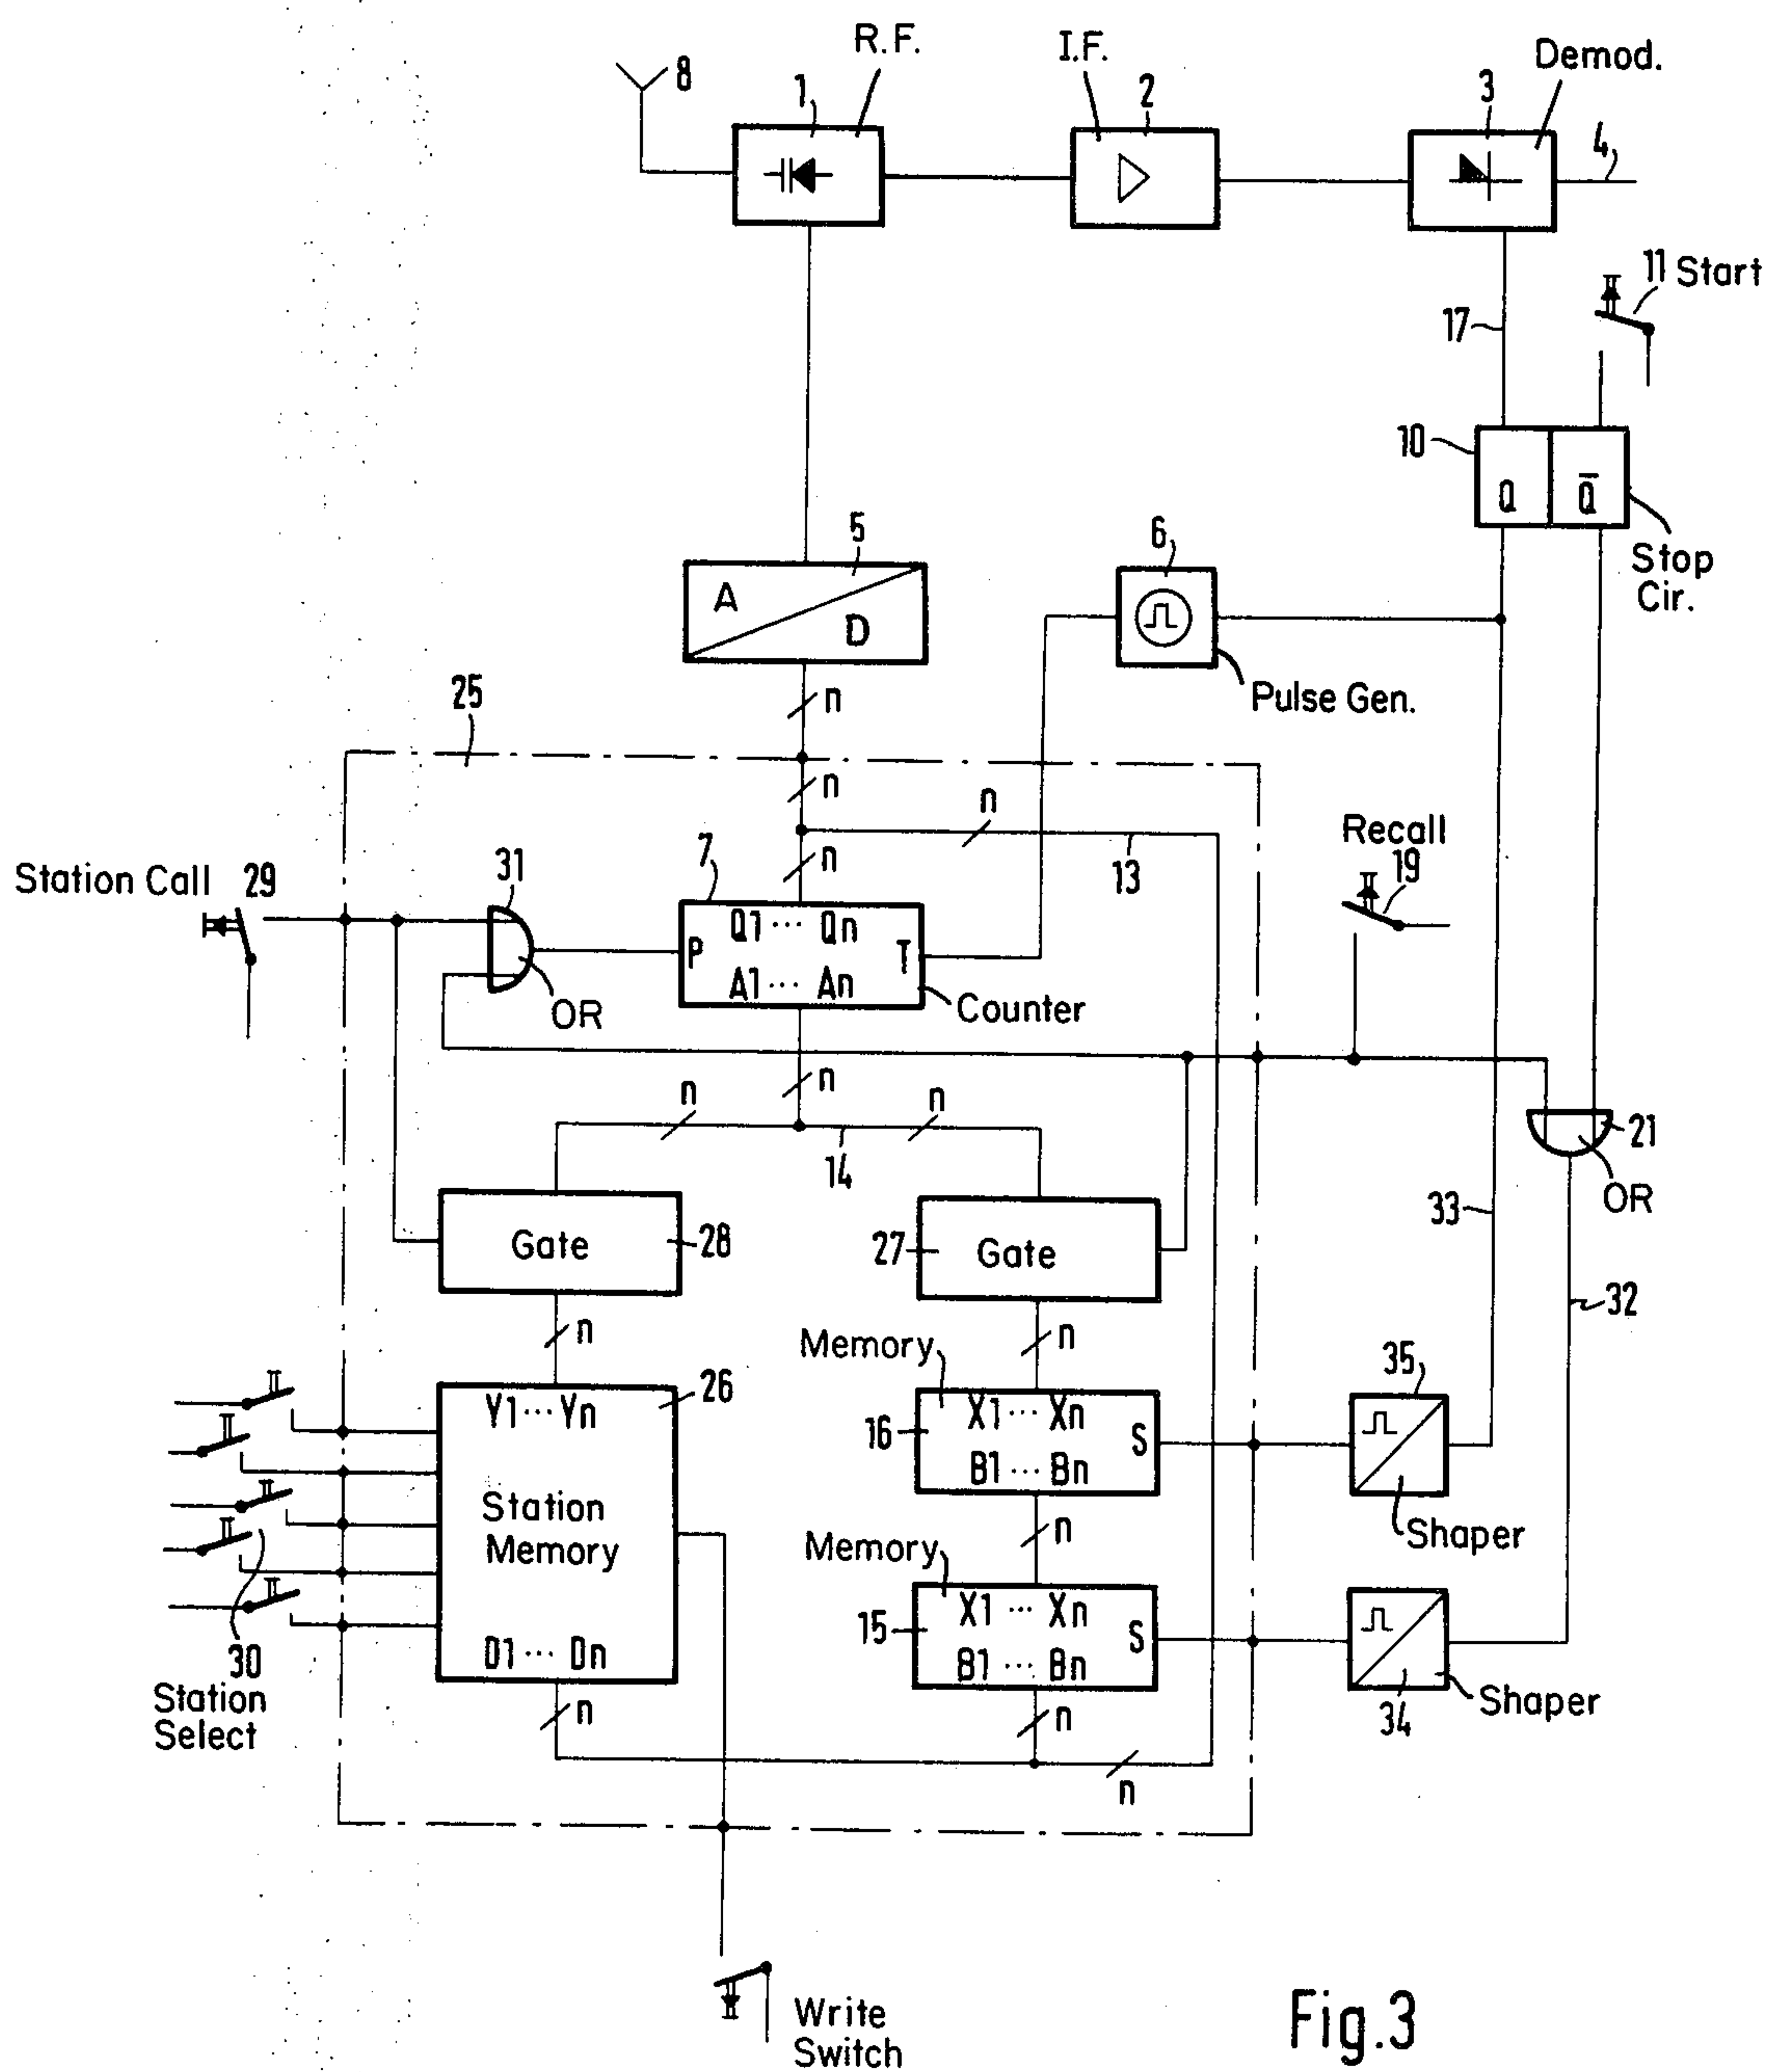 R.F.
I.F.
Demod.
8
1
2
3
4
11 Start
17
10
Q
Q̄
Stop
Cir.
5
A
D
6
Pulse Gen.
n
25
n
n
13
n
Recall
19
Station Call 29
31
OR
7
Q1 ··· Qn
P
T
A1 ··· An
Counter
n
n
n
14
21
OR
33
32
Gate
28
27
Gate
n
n
Memory
26
Y1 ··· Yn
Station
Memory
D1 ··· Dn
16
X1 ··· Xn
S
B1 ··· Bn
35
Shaper
n
Memory
15
X1 ··· Xn
S
B1 ··· Bn
34
Shaper
30
Station
Select
n
n
n
Write
Switch
Fig.3